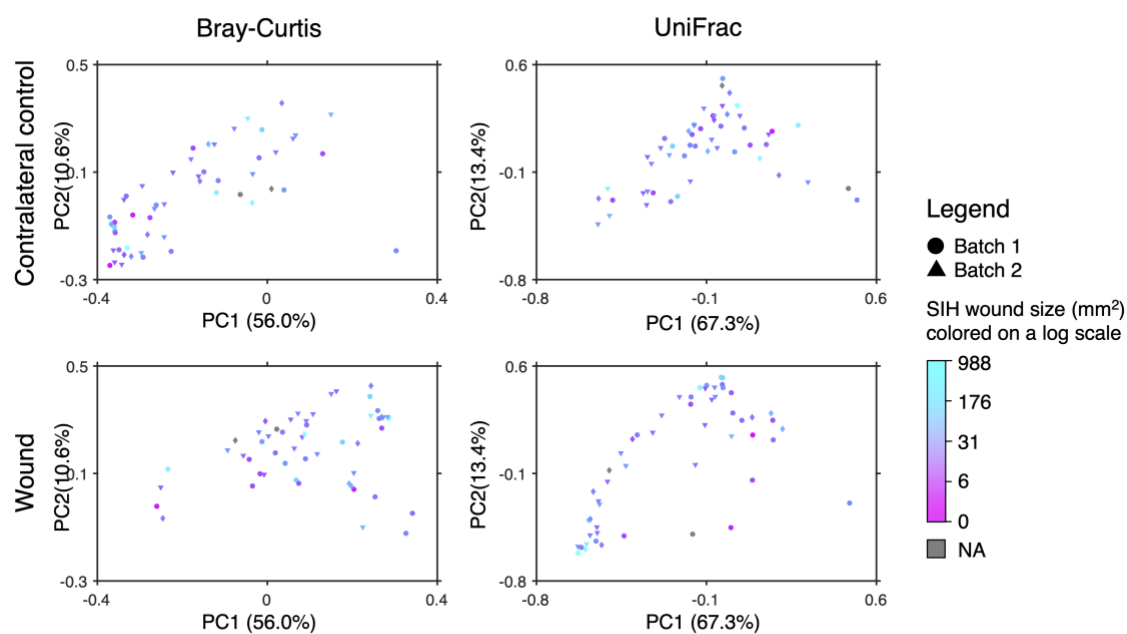 Bray-Curtis
UniFrac
Contralateral control
0.5
PC2(10.6%)
0.1
-0.3
-0.4
0
0.4
PC1 (56.0%)
0.6
PC2(13.4%)
-0.1
-0.8
-0.8
-0.1
0.6
PC1 (67.3%)
Wound
0.5
PC2(10.6%)
0.1
-0.3
-0.4
0
0.4
PC1 (56.0%)
0.6
PC2(13.4%)
-0.1
-0.8
-0.8
-0.1
0.6
PC1 (67.3%)
Legend
Batch 1
Batch 2
SIH wound size (mm²)
colored on a log scale
988
176
31
6
0
NA